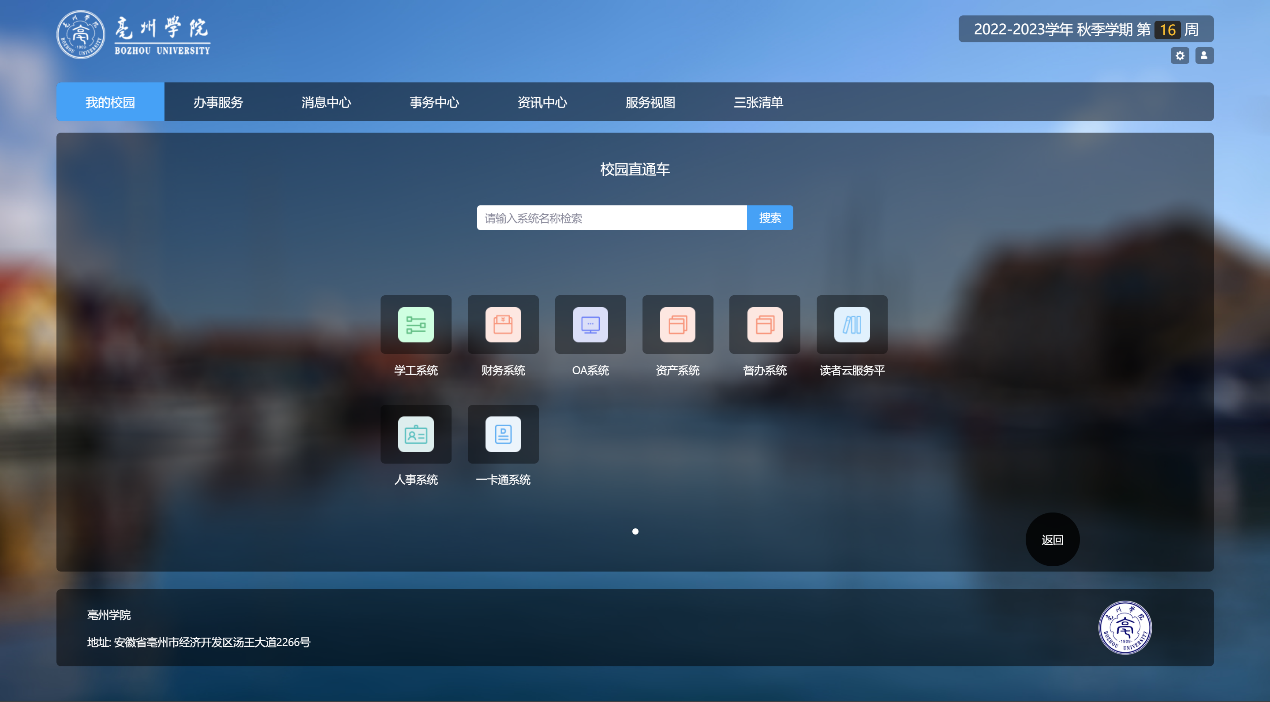 亳州學院
BOZHOU UNIVERSITY
2022-2023学年 秋季学期 第 16 周
我的校园 办事服务 消息中心 事务中心 资讯中心 服务视图 三张清单
校园直通车
请输入系统名称检索 搜索
学工系统 财务系统 OA系统 资产系统 督办系统 读者云服务平
人事系统 一卡通系统
返回
亳州学院
地址: 安徽省亳州市经济开发区汤王大道2266号